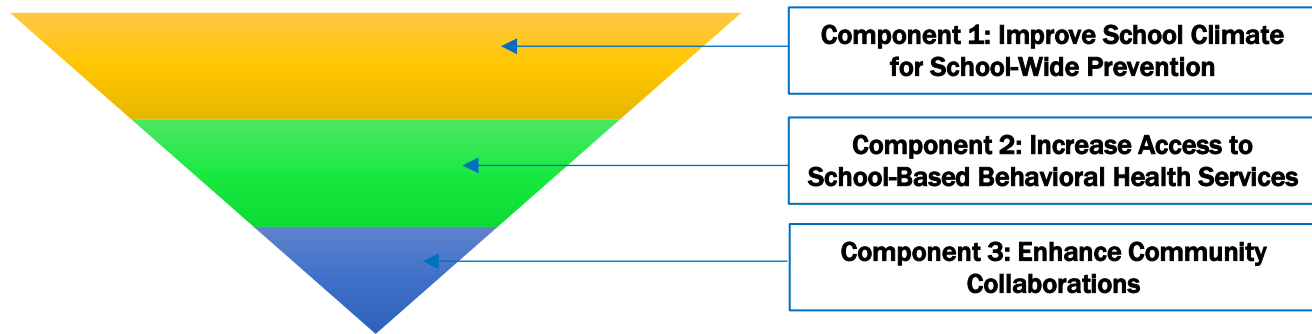 Component 1: Improve School Climate
for School-Wide Prevention
Component 2: Increase Access to
School-Based Behavioral Health Services
Component 3: Enhance Community
Collaborations